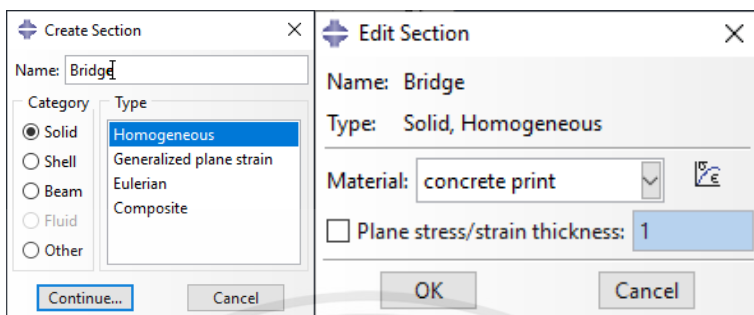 Create Section
Name: Bridge
Category
Solid
Shell
Beam
Fluid
Other
Type
Homogeneous
Generalized plane strain
Eulerian
Composite
Continue...
Cancel
Edit Section
Name: Bridge
Type: Solid, Homogeneous
Material: concrete print
σ
ε
Plane stress/strain thickness: 1
OK
Cancel